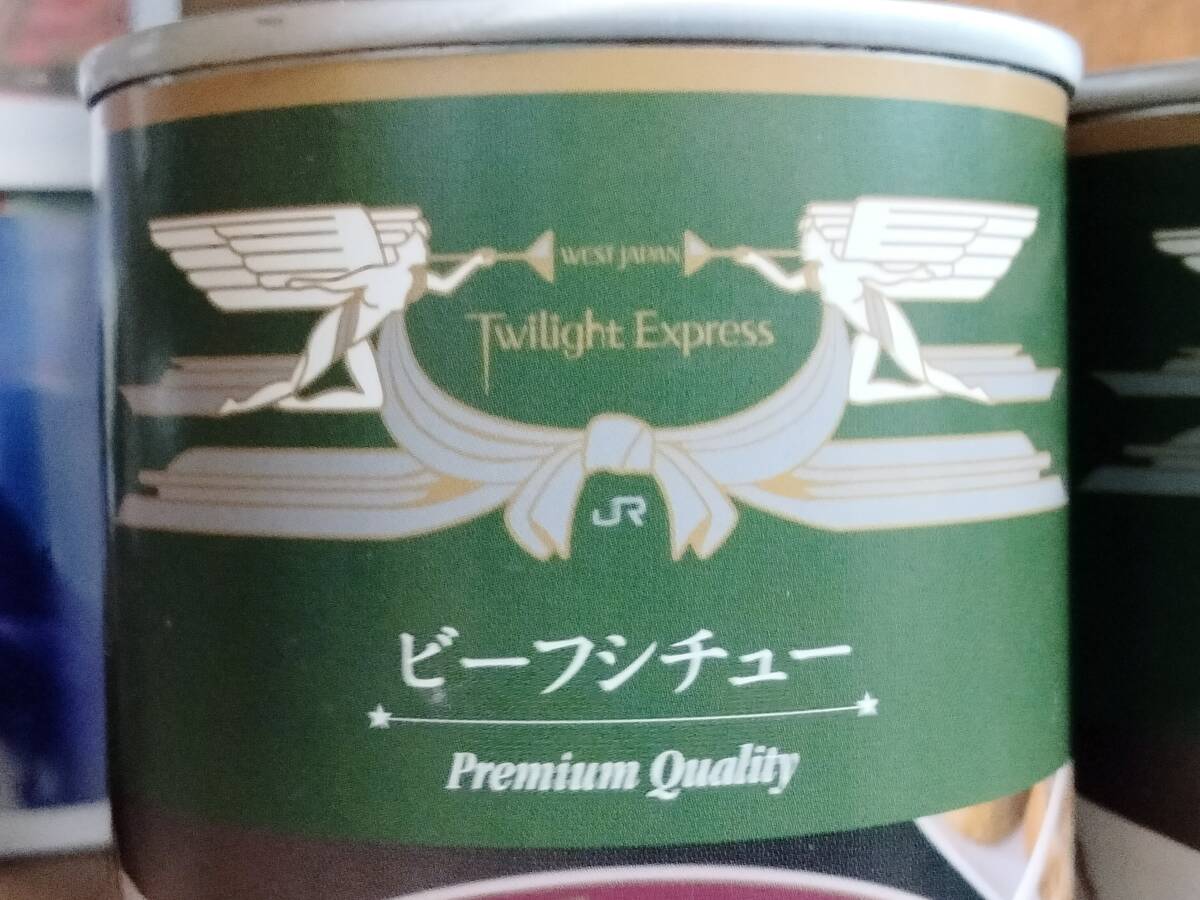 WEST JAPAN
Twilight Express
JR
ビーフシチュー
Premium Quality